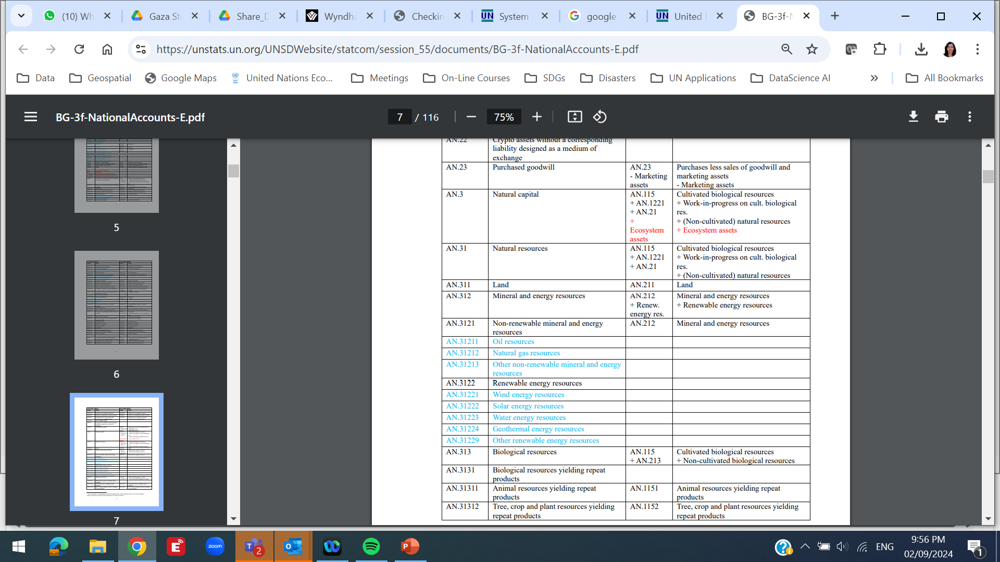 (10) Wh
Gaza St
Share_D
Wyndha
Checkin
System
google
United
BG-3f-N
https://unstats.un.org/UNSDWebsite/statcom/session_55/documents/BG-3f-NationalAccounts-E.pdf
Data
Geospatial
Google Maps
United Nations Eco...
Meetings
On-Line Courses
SDGs
Disasters
UN Applications
DataScience AI
All Bookmarks
BG-3f-NationalAccounts-E.pdf
7 / 116
75%
5
6
7
AN.22 Crypto assets without a corresponding
liability designed as a medium of
exchange
AN.23 Purchased goodwill AN.23 Purchases less sales of goodwill and
- Marketing marketing assets
assets - Marketing assets
AN.3 Natural capital AN.115 Cultivated biological resources
+ AN.1221 + Work-in-progress on cult. biological
+ AN.21 res.
+ + (Non-cultivated) natural resources
Ecosystem + Ecosystem assets
assets
AN.31 Natural resources AN.115 Cultivated biological resources
+ AN.1221 + Work-in-progress on cult. biological
+ AN.21 res.
+ (Non-cultivated) natural resources
AN.311 Land AN.211 Land
AN.312 Mineral and energy resources AN.212 Mineral and energy resources
+ Renew. + Renewable energy resources
energy res.
AN.3121 Non-renewable mineral and energy AN.212 Mineral and energy resources
resources
AN.31211 Oil resources
AN.31212 Natural gas resources
AN.31213 Other non-renewable mineral and energy
resources
AN.3122 Renewable energy resources
AN.31221 Wind energy resources
AN.31222 Solar energy resources
AN.31223 Water energy resources
AN.31224 Geothermal energy resources
AN.31229 Other renewable energy resources
AN.313 Biological resources AN.115 Cultivated biological resources
+ AN.213 + Non-cultivated biological resources
AN.3131 Biological resources yielding repeat
products
AN.31311 Animal resources yielding repeat AN.1151 Animal resources yielding repeat
products products
AN.31312 Tree, crop and plant resources yielding AN.1152 Tree, crop and plant resources yielding
repeat products repeat products
zoom
2
ENG
9:56 PM
02/09/2024
1